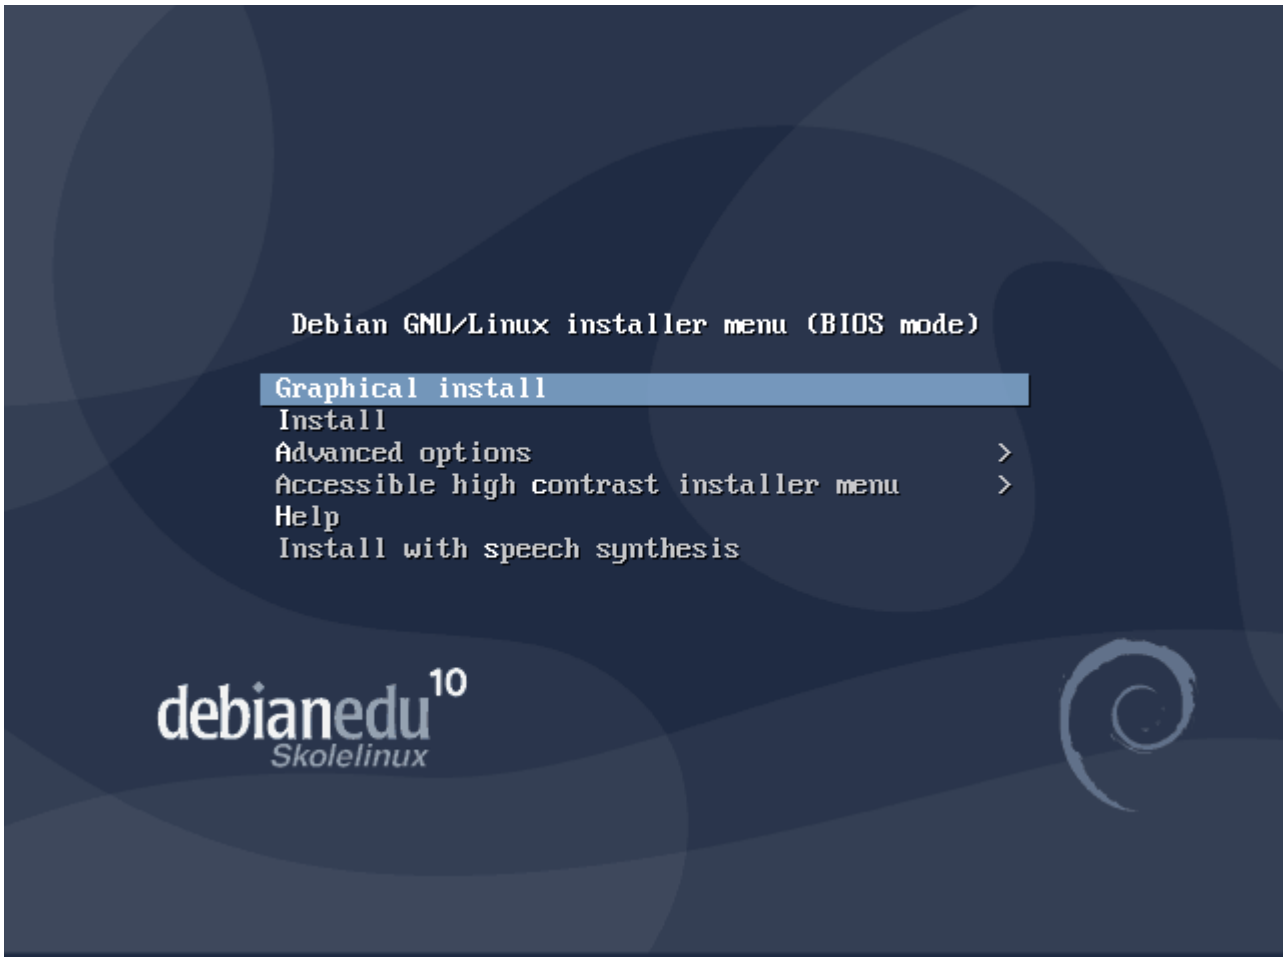 Debian GNU/Linux installer menu (BIOS mode)
Graphical install
Install
Advanced options >
Accessible high contrast installer menu >
Help
Install with speech synthesis
debianedu 10
Skolelinux